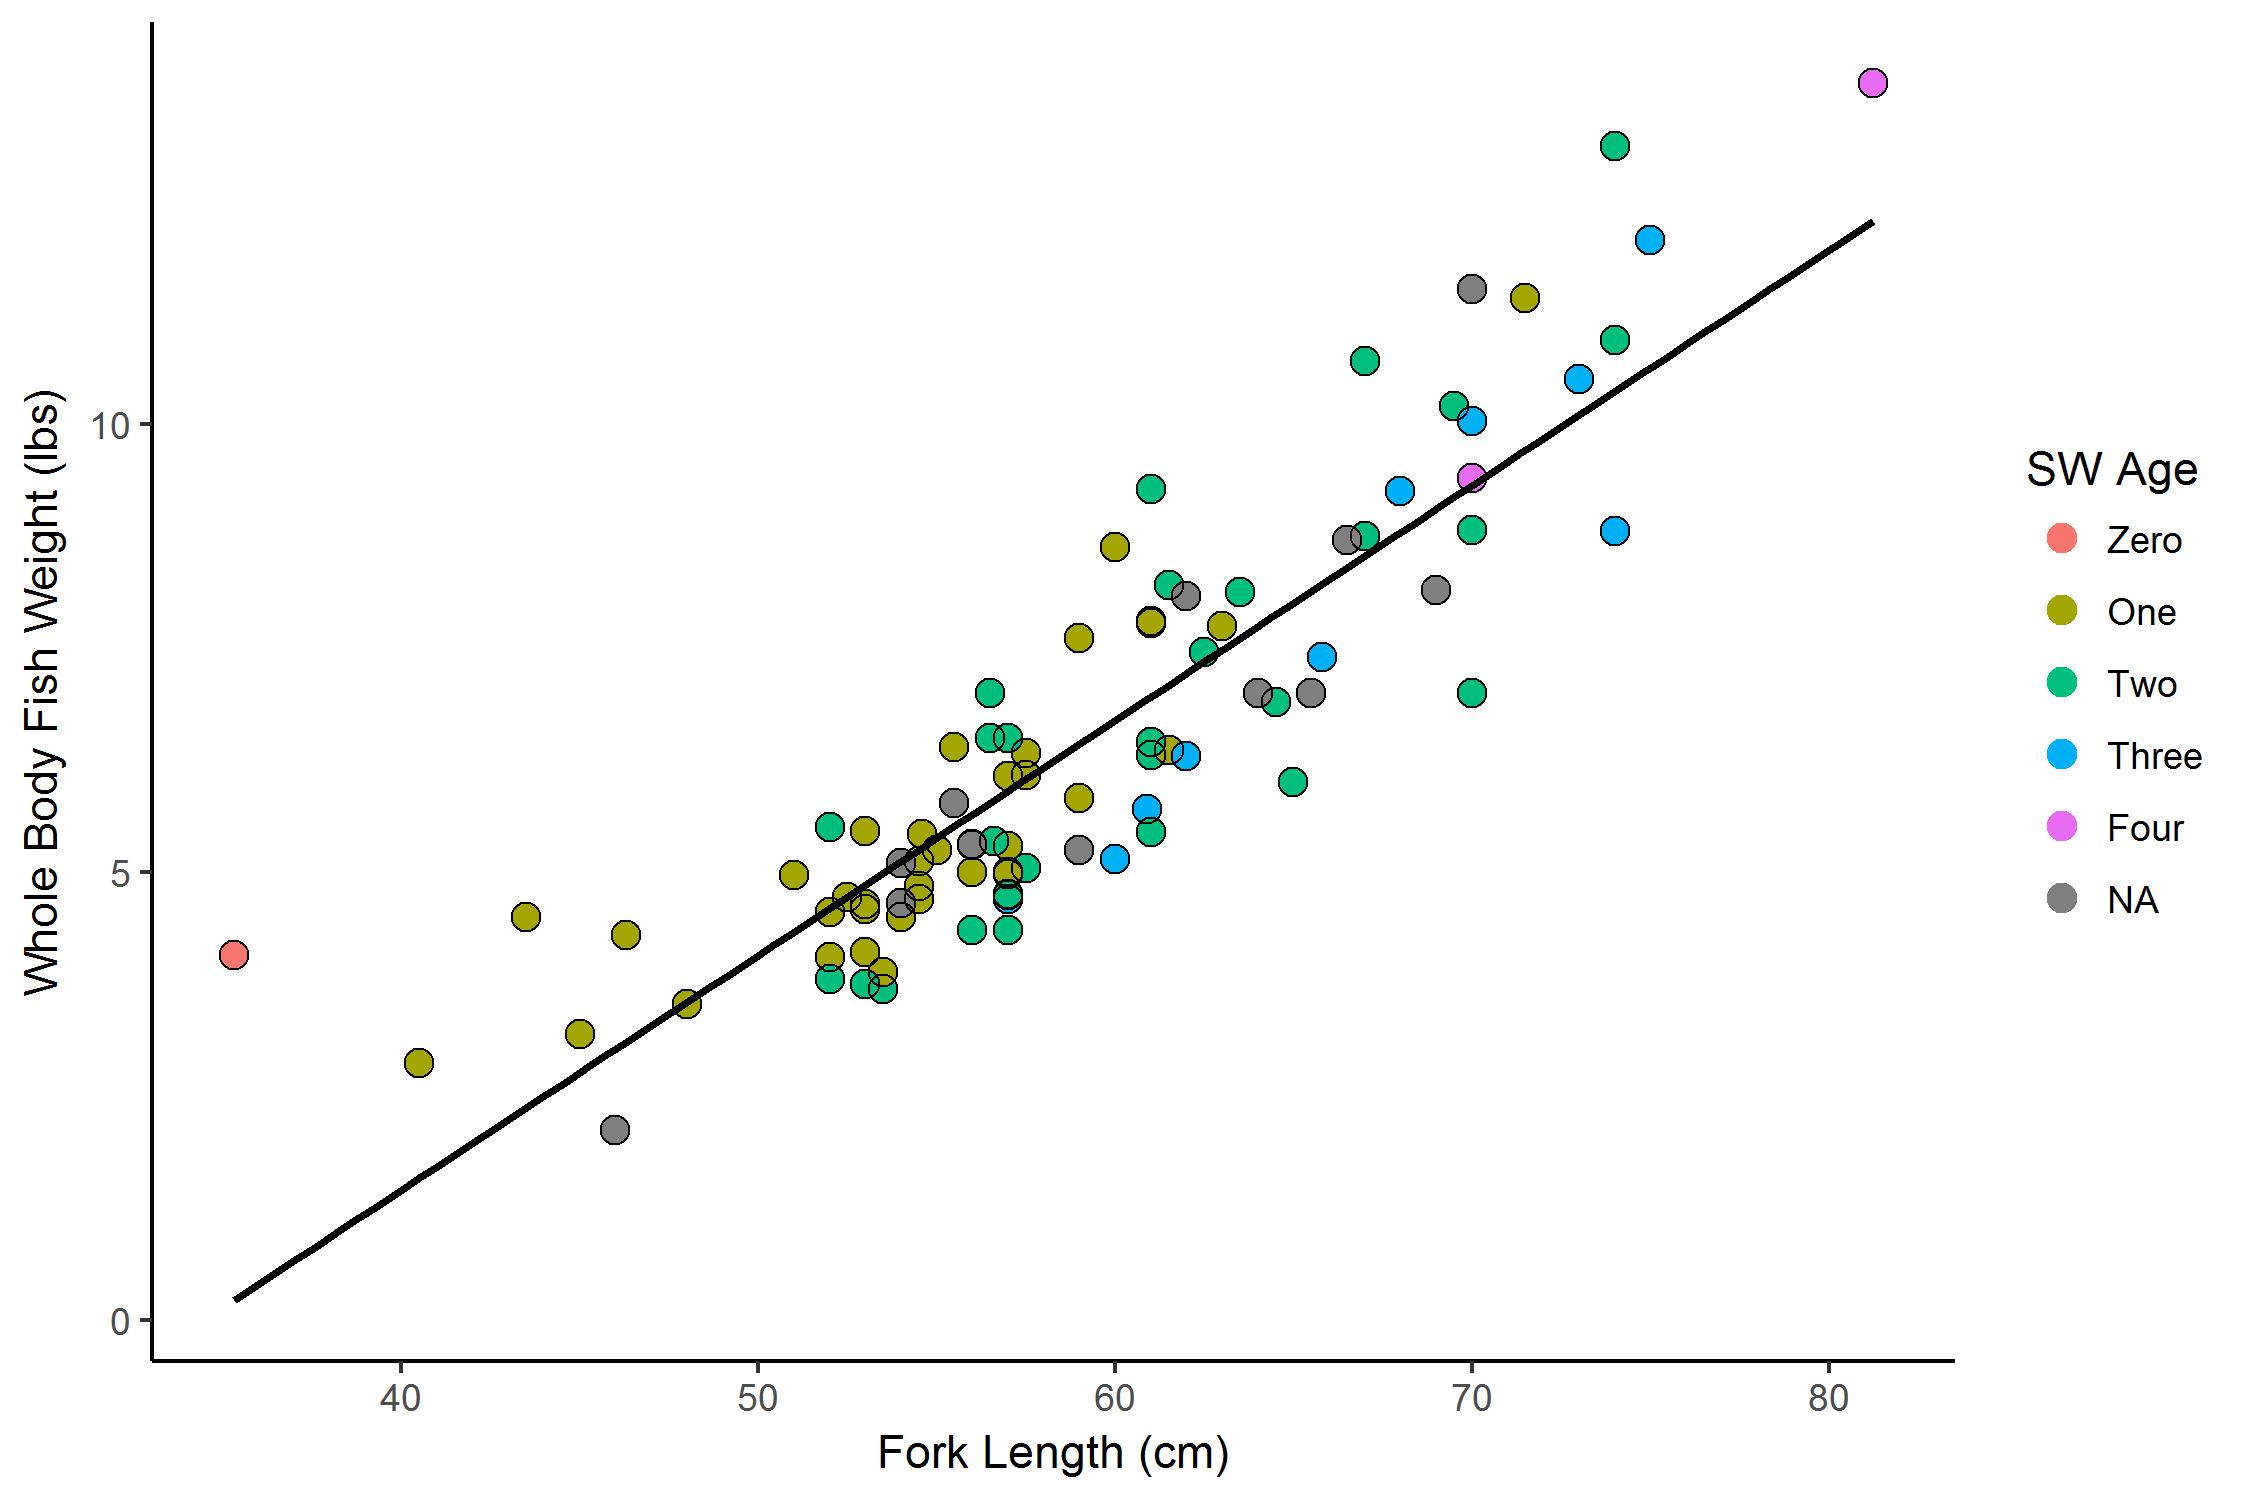 Whole Body Fish Weight (lbs)
10
5
0
40 50 60 70 80
Fork Length (cm)
SW Age
Zero
One
Two
Three
Four
NA